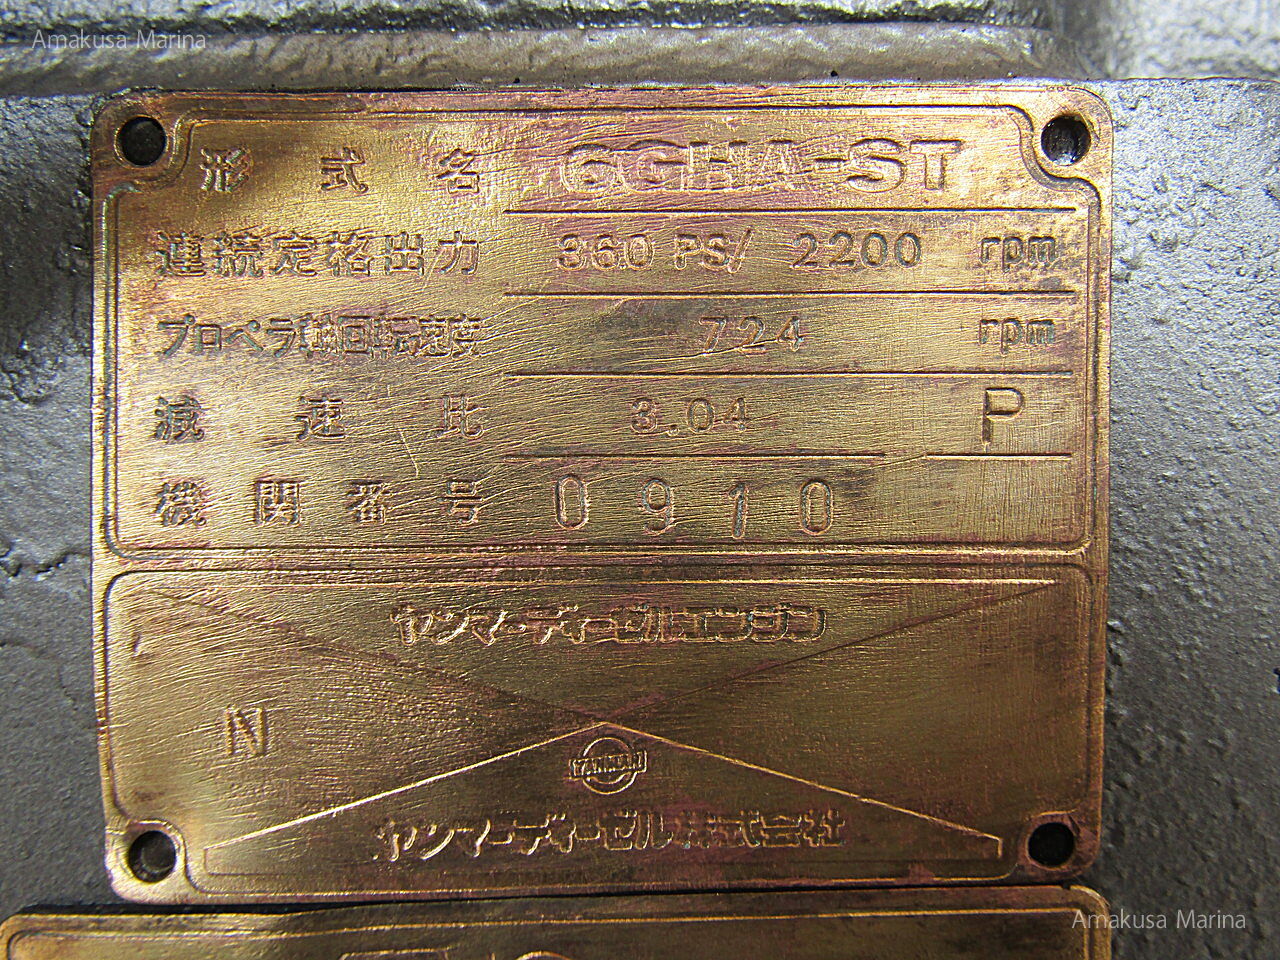 Amakusa Marina
形式名 6GHA-ST
連続定格出力 360 PS/ 2200 rpm
プロペラ軸回転速度 724 rpm
減速比 3.04 P
機関番号 0910
ヤンマーディーゼルエンジン
N
YANMAR
ヤンマーディーゼル株式会社
Amakusa Marina